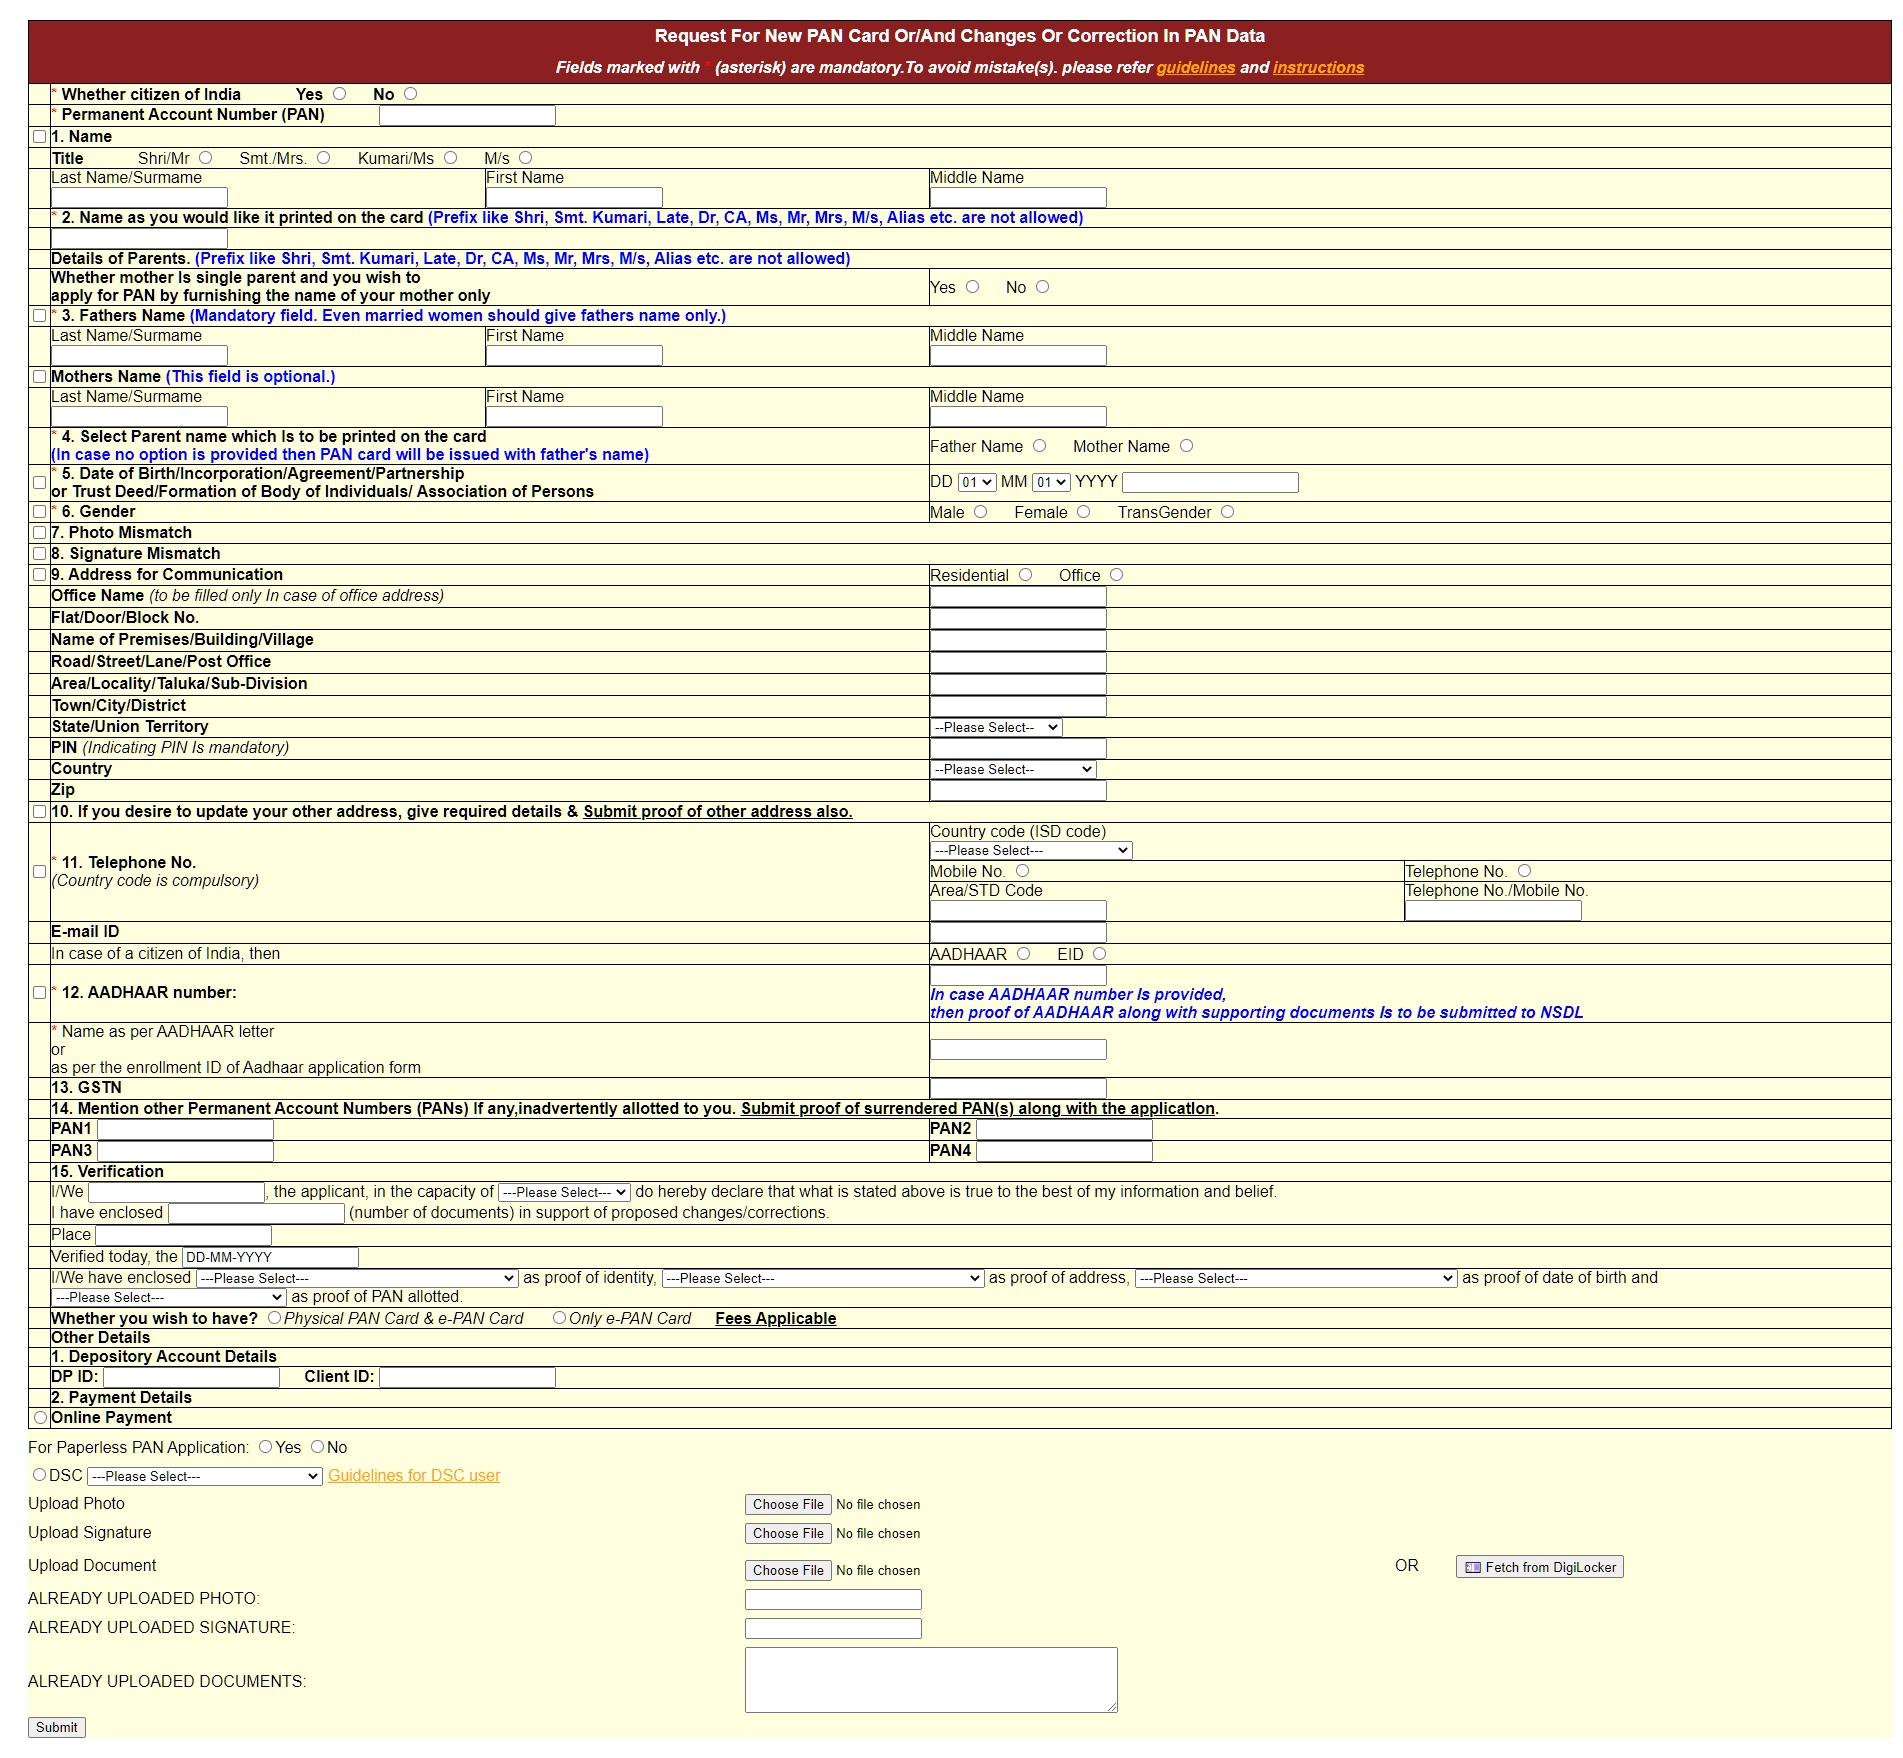 Request For New PAN Card Or/And Changes Or Correction In PAN Data
Fields marked with * (asterisk) are mandatory.To avoid mistake(s). please refer guidelines and instructions
* Whether citizen of India Yes No
* Permanent Account Number (PAN)
1. Name
Title Shri/Mr Smt./Mrs. Kumari/Ms M/s
Last Name/Surname First Name Middle Name
* 2. Name as you would like it printed on the card (Prefix like Shri, Smt. Kumari, Late, Dr, CA, Ms, Mr, Mrs, M/s, Alias etc. are not allowed)
Details of Parents. (Prefix like Shri, Smt. Kumari, Late, Dr, CA, Ms, Mr, Mrs, M/s, Alias etc. are not allowed)
Whether mother Is single parent and you wish to
apply for PAN by furnishing the name of your mother only
Yes No
* 3. Fathers Name (Mandatory field. Even married women should give fathers name only.)
Last Name/Surmame First Name Middle Name
Mothers Name (This field is optional.)
Last Name/Surmame First Name Middle Name
* 4. Select Parent name which Is to be printed on the card
(In case no option is provided then PAN card will be issued with father's name)
Father Name Mother Name
* 5. Date of Birth/Incorporation/Agreement/Partnership
or Trust Deed/Formation of Body of Individuals/ Association of Persons
DD 01 MM 01 YYYY
* 6. Gender Male Female TransGender
7. Photo Mismatch
8. Signature Mismatch
9. Address for Communication Residential Office
Office Name (to be filled only In case of office address)
Flat/Door/Block No.
Name of Premises/Building/Village
Road/Street/Lane/Post Office
Area/Locality/Taluka/Sub-Division
Town/City/District
State/Union Territory --Please Select--
PIN (Indicating PIN Is mandatory)
Country --Please Select--
Zip
10. If you desire to update your other address, give required details & Submit proof of other address also.
* 11. Telephone No.
(Country code is compulsory)
Country code (ISD code)
---Please Select---
Mobile No. Telephone No.
Area/STD Code Telephone No./Mobile No.
E-mail ID
In case of a citizen of India, then AADHAAR EID
* 12. AADHAAR number:
In case AADHAAR number Is provided,
then proof of AADHAAR along with supporting documents Is to be submitted to NSDL
* Name as per AADHAAR letter
or
as per the enrollment ID of Aadhaar application form
13. GSTN
14. Mention other Permanent Account Numbers (PANs) If any,inadvertently allotted to you. Submit proof of surrendered PAN(s) along with the applicatIon.
PAN1 PAN2
PAN3 PAN4
15. Verification
I/We , the applicant, in the capacity of ---Please Select--- do hereby declare that what is stated above is true to the best of my information and belief.
I have enclosed (number of documents) in support of proposed changes/corrections.
Place
Verified today, the DD-MM-YYYY
I/We have enclosed ---Please Select--- as proof of identity, ---Please Select--- as proof of address, ---Please Select--- as proof of date of birth and
---Please Select--- as proof of PAN allotted.
Whether you wish to have? Physical PAN Card & e-PAN Card Only e-PAN Card Fees Applicable
Other Details
1. Depository Account Details
DP ID: Client ID:
2. Payment Details
Online Payment
For Paperless PAN Application: Yes No
DSC ---Please Select--- Guidelines for DSC user
Upload Photo Choose File No file chosen
Upload Signature Choose File No file chosen
Upload Document Choose File No file chosen OR Fetch from DigiLocker
ALREADY UPLOADED PHOTO:
ALREADY UPLOADED SIGNATURE:
ALREADY UPLOADED DOCUMENTS:
Submit